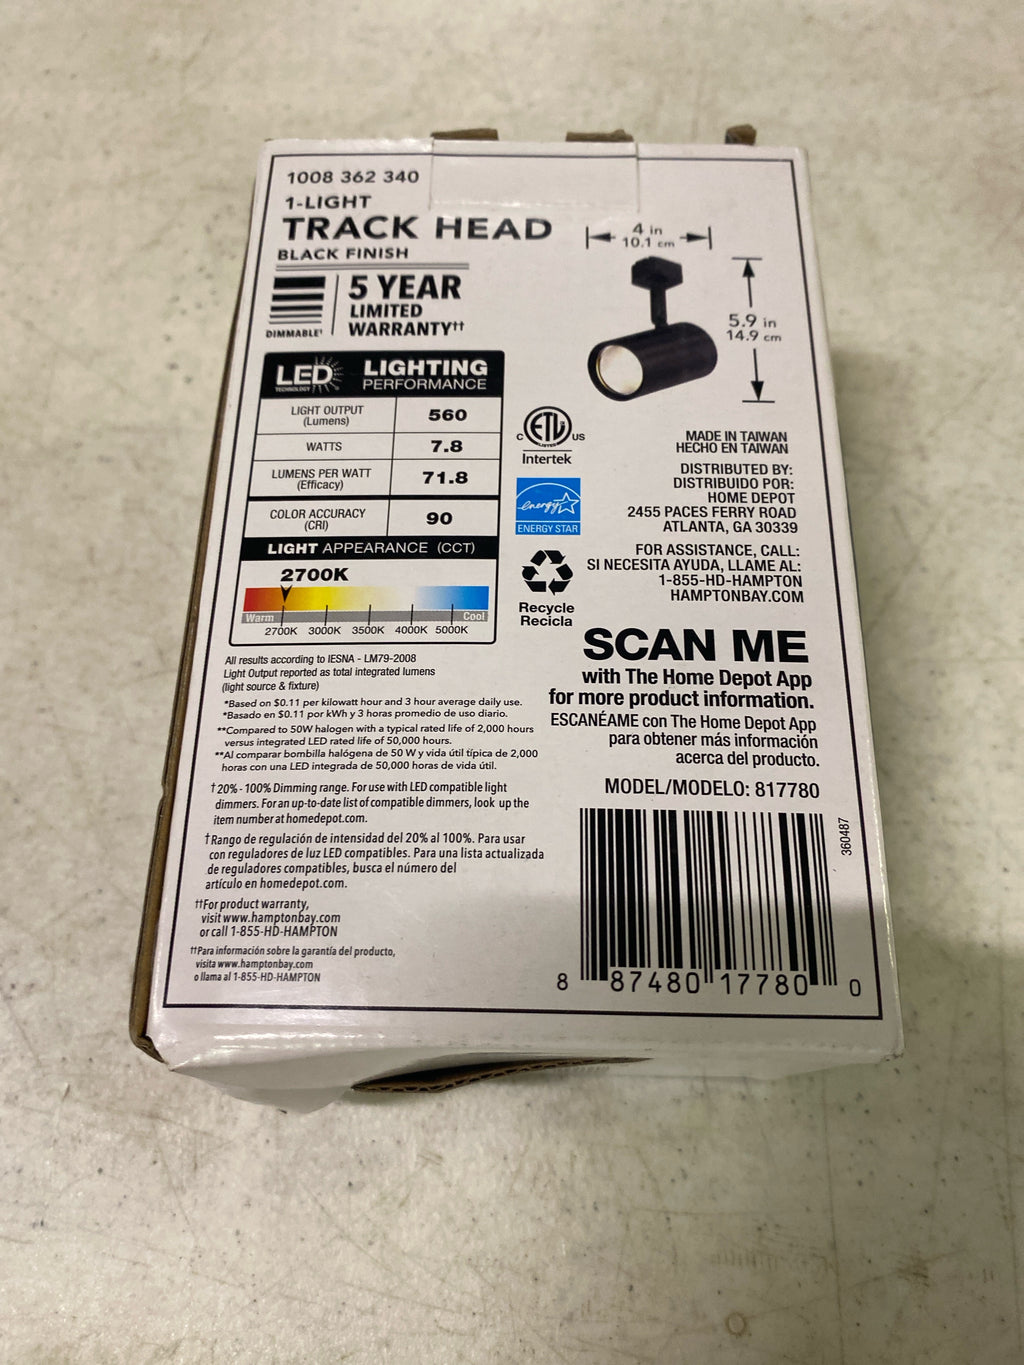 1008 362 340
1-LIGHT
TRACK HEAD
BLACK FINISH
DIMMABLE†
5 YEAR
LIMITED
WARRANTY††
4 in
10.1 cm
5.9 in
14.9 cm
LED
TECHNOLOGY
LIGHTING
PERFORMANCE
LIGHT OUTPUT
(Lumens)
560
WATTS
7.8
LUMENS PER WATT
(Efficacy)
71.8
COLOR ACCURACY
(CRI)
90
LIGHT APPEARANCE (CCT)
2700K
Warm
Cool
2700K 3000K 3500K 4000K 5000K
C ETL US
LISTED
Intertek
energy
ENERGY STAR
Recycle
Recicla
MADE IN TAIWAN
HECHO EN TAIWAN
DISTRIBUTED BY:
DISTRIBUIDO POR:
HOME DEPOT
2455 PACES FERRY ROAD
ATLANTA, GA 30339
FOR ASSISTANCE, CALL:
SI NECESITA AYUDA, LLAME AL:
1-855-HD-HAMPTON
HAMPTONBAY.COM
SCAN ME
with The Home Depot App
for more product information.
ESCANÉAME con The Home Depot App
para obtener más información
acerca del producto.
MODEL/MODELO: 817780
360487
8 87480 17780 0
All results according to IESNA - LM79-2008
Light Output reported as total integrated lumens
(light source & fixture)
*Based on $0.11 per kilowatt hour and 3 hour average daily use.
*Basado en $0.11 por kWh y 3 horas promedio de uso diario.
**Compared to 50W halogen with a typical rated life of 2,000 hours
versus integrated LED rated life of 50,000 hours.
**Al comparar bombilla halógena de 50 W y vida útil típica de 2,000
horas con una LED integrada de 50,000 horas de vida útil.
†20% - 100% Dimming range. For use with LED compatible light
dimmers. For an up-to-date list of compatible dimmers, look up the
item number at homedepot.com.
†Rango de regulación de intensidad del 20% al 100%. Para usar
con reguladores de luz LED compatibles. Para una lista actualizada
de reguladores compatibles, busca el número del
artículo en homedepot.com.
††For product warranty,
visit www.hamptonbay.com
or call 1-855-HD-HAMPTON
††Para información sobre la garantía del producto,
visita www.hamptonbay.com
o llama al 1-855-HD-HAMPTON